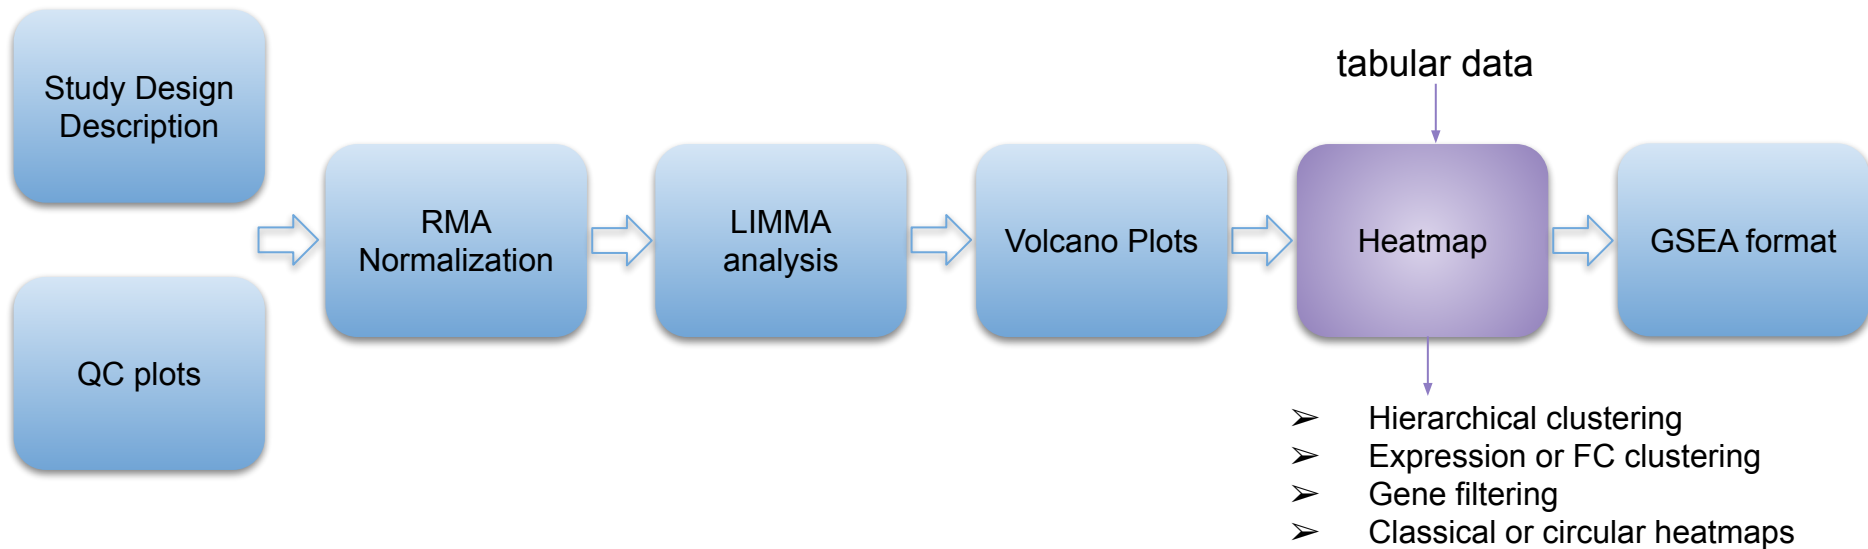 Study Design
Description
QC plots
RMA
Normalization
LIMMA
analysis
Volcano Plots
tabular data
Heatmap
➢ Hierarchical clustering
➢ Expression or FC clustering
➢ Gene filtering
➢ Classical or circular heatmaps
GSEA format